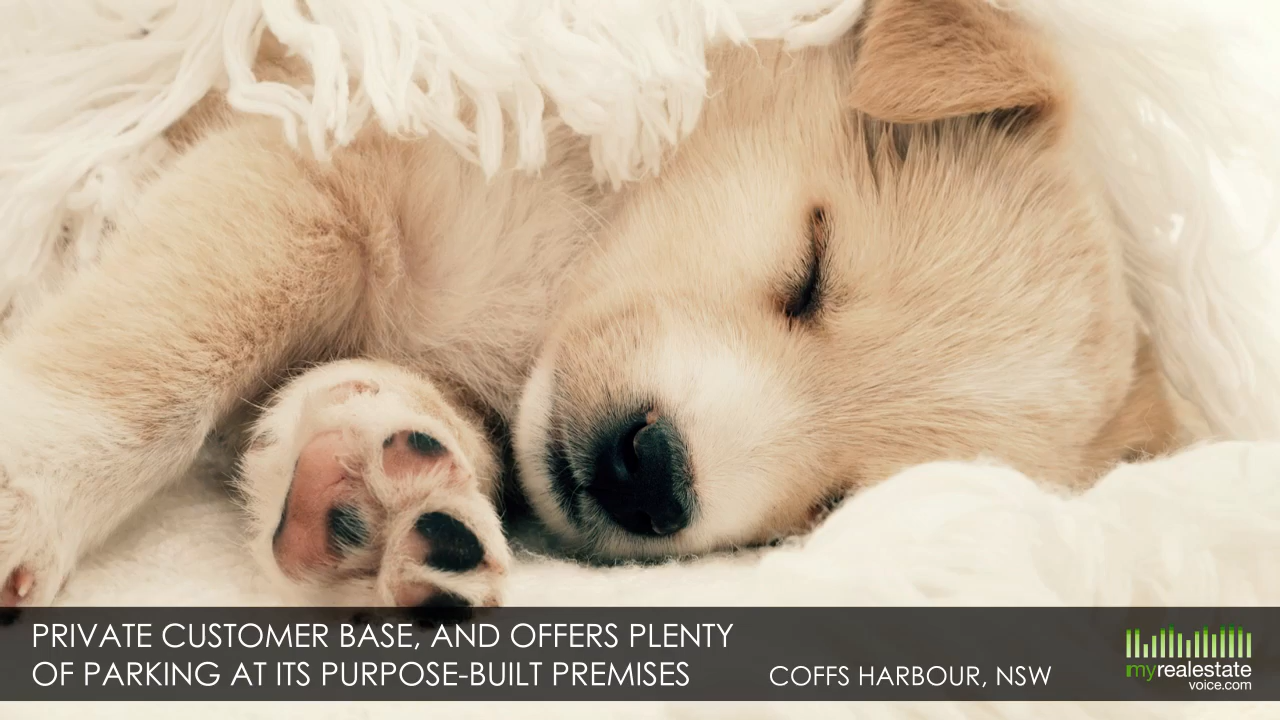 PRIVATE CUSTOMER BASE, AND OFFERS PLENTY
OF PARKING AT ITS PURPOSE-BUILT PREMISES
COFFS HARBOUR, NSW
myrealestate
voice.com